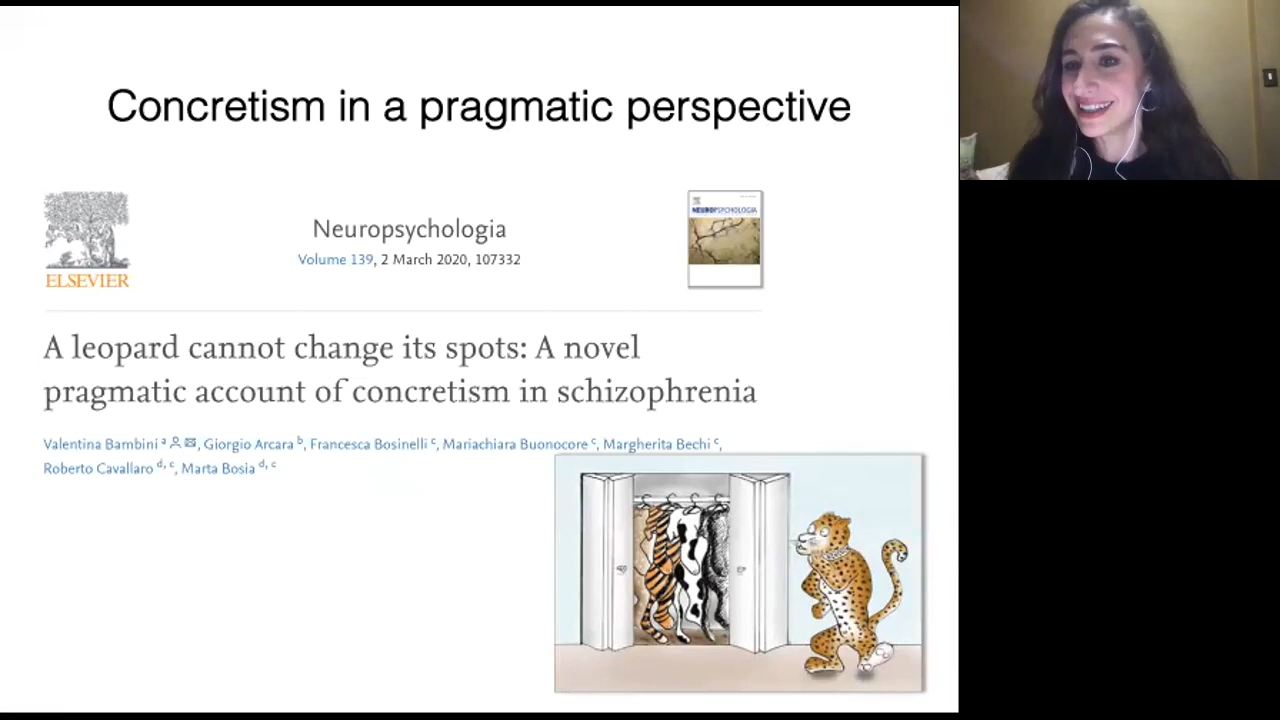 Concretism in a pragmatic perspective
ELSEVIER
Neuropsychologia
Volume 139, 2 March 2020, 107332
NEUROPSYCHOLOGIA
A leopard cannot change its spots: A novel
pragmatic account of concretism in schizophrenia
Valentina Bambini a, Giorgio Arcara b, Francesca Bosinelli c, Mariachiara Buonocore c, Margherita Bechi c,
Roberto Cavallaro d, c, Marta Bosia d, c